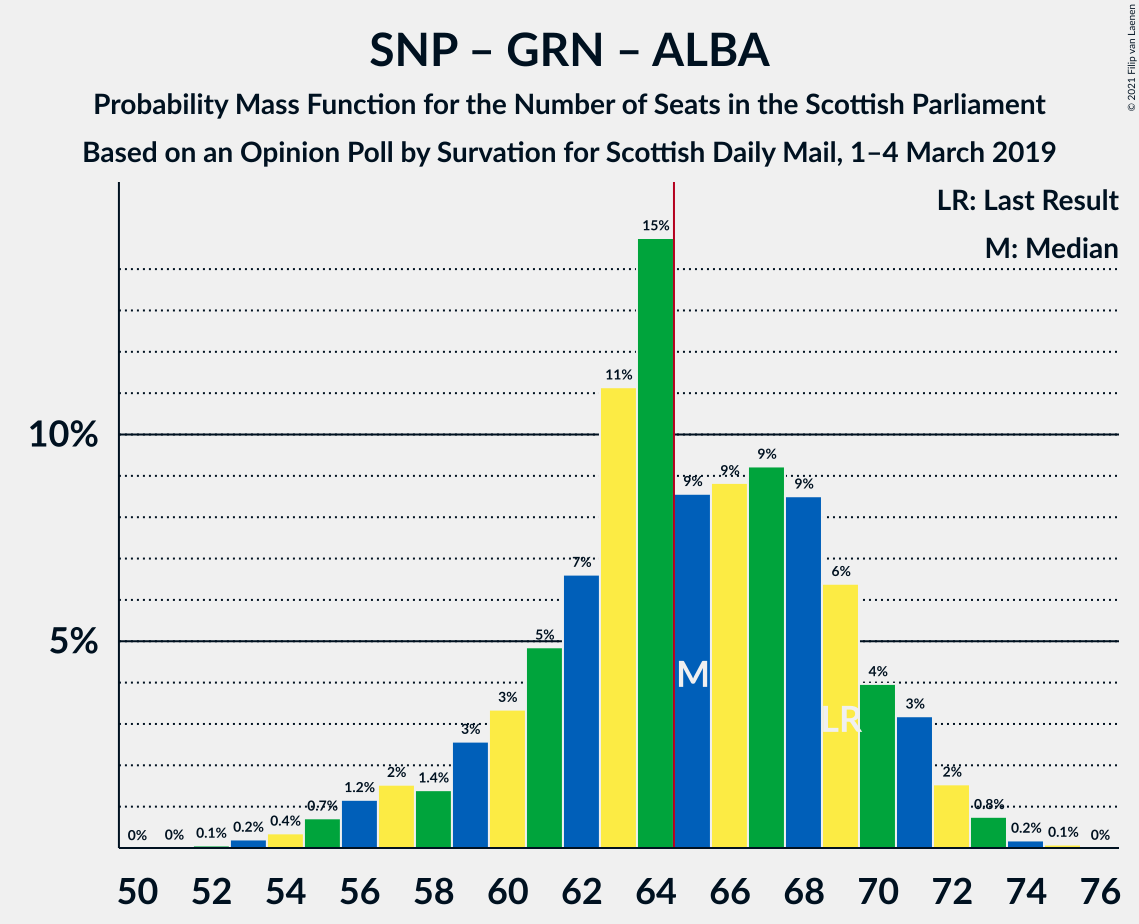 SNP – GRN – ALBA
Probability Mass Function for the Number of Seats in the Scottish Parliament
Based on an Opinion Poll by Survation for Scottish Daily Mail, 1–4 March 2019
© 2021 Filip van Laenen
LR: Last Result
M: Median
10%
5%
0% 0% 0.1% 0.2% 0.4% 0.7% 1.2% 2% 1.4% 3% 3% 5% 7% 11% 15% 9% 9% 9% 9% 6% 4% 3% 2% 0.8% 0.2% 0.1% 0%
M
LR
50 52 54 56 58 60 62 64 66 68 70 72 74 76